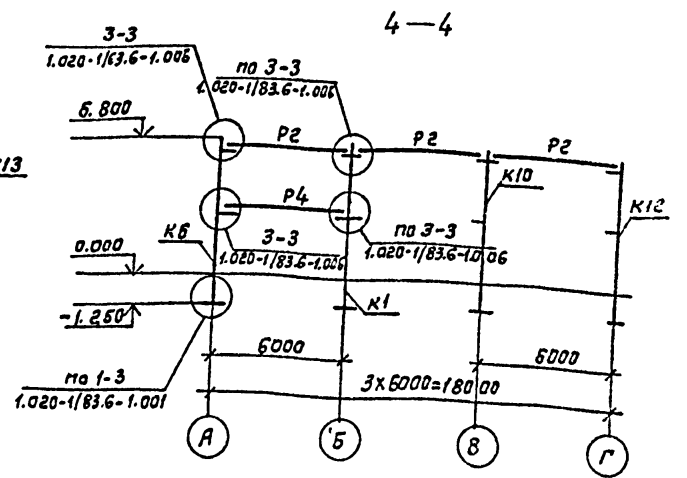 4—4
3-3
1.020-1/63.6-1.006
по 3-3
1.020-1/83.6-1.006
6.800
К13
Р2
Р2
Р2
К10
К12
Р4
К6
3-3
1.020-1/83.6-1.006
по 3-3
1.020-1/83.6-1.006
0.000
-1.250
К1
6000
6000
3х6000=18000
по 1-3
1.020-1/83.6-1.001
А
Б
В
Г